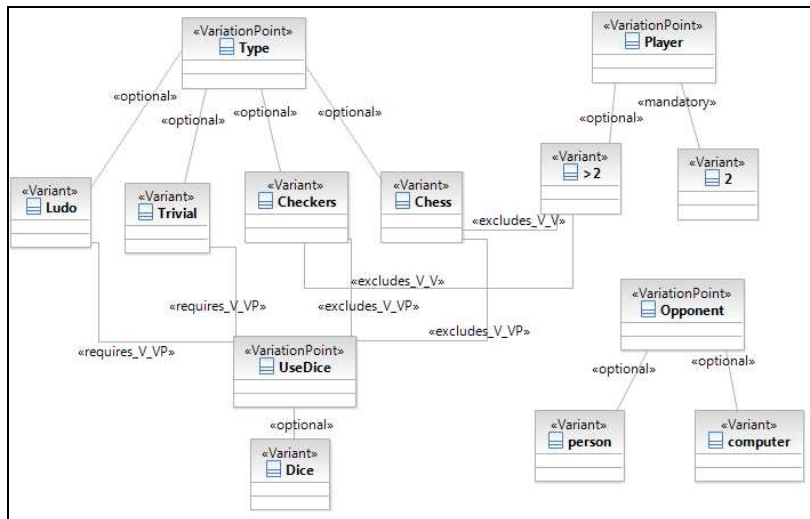 «VariationPoint»
Type
«VariationPoint»
Player
«optional»
«optional»
«optional»
«optional»
«mandatory»
«optional»
«Variant»
Ludo
«Variant»
Trivial
«Variant»
Checkers
«Variant»
Chess
«Variant»
>2
«Variant»
2
«excludes_V_V»
«excludes_V_V»
«requires_V_VP»
«excludes_V_VP»
«excludes_V_VP»
«requires_V_VP»
«VariationPoint»
Opponent
«VariationPoint»
UseDice
«optional»
«optional»
«optional»
«Variant»
person
«Variant»
computer
«Variant»
Dice